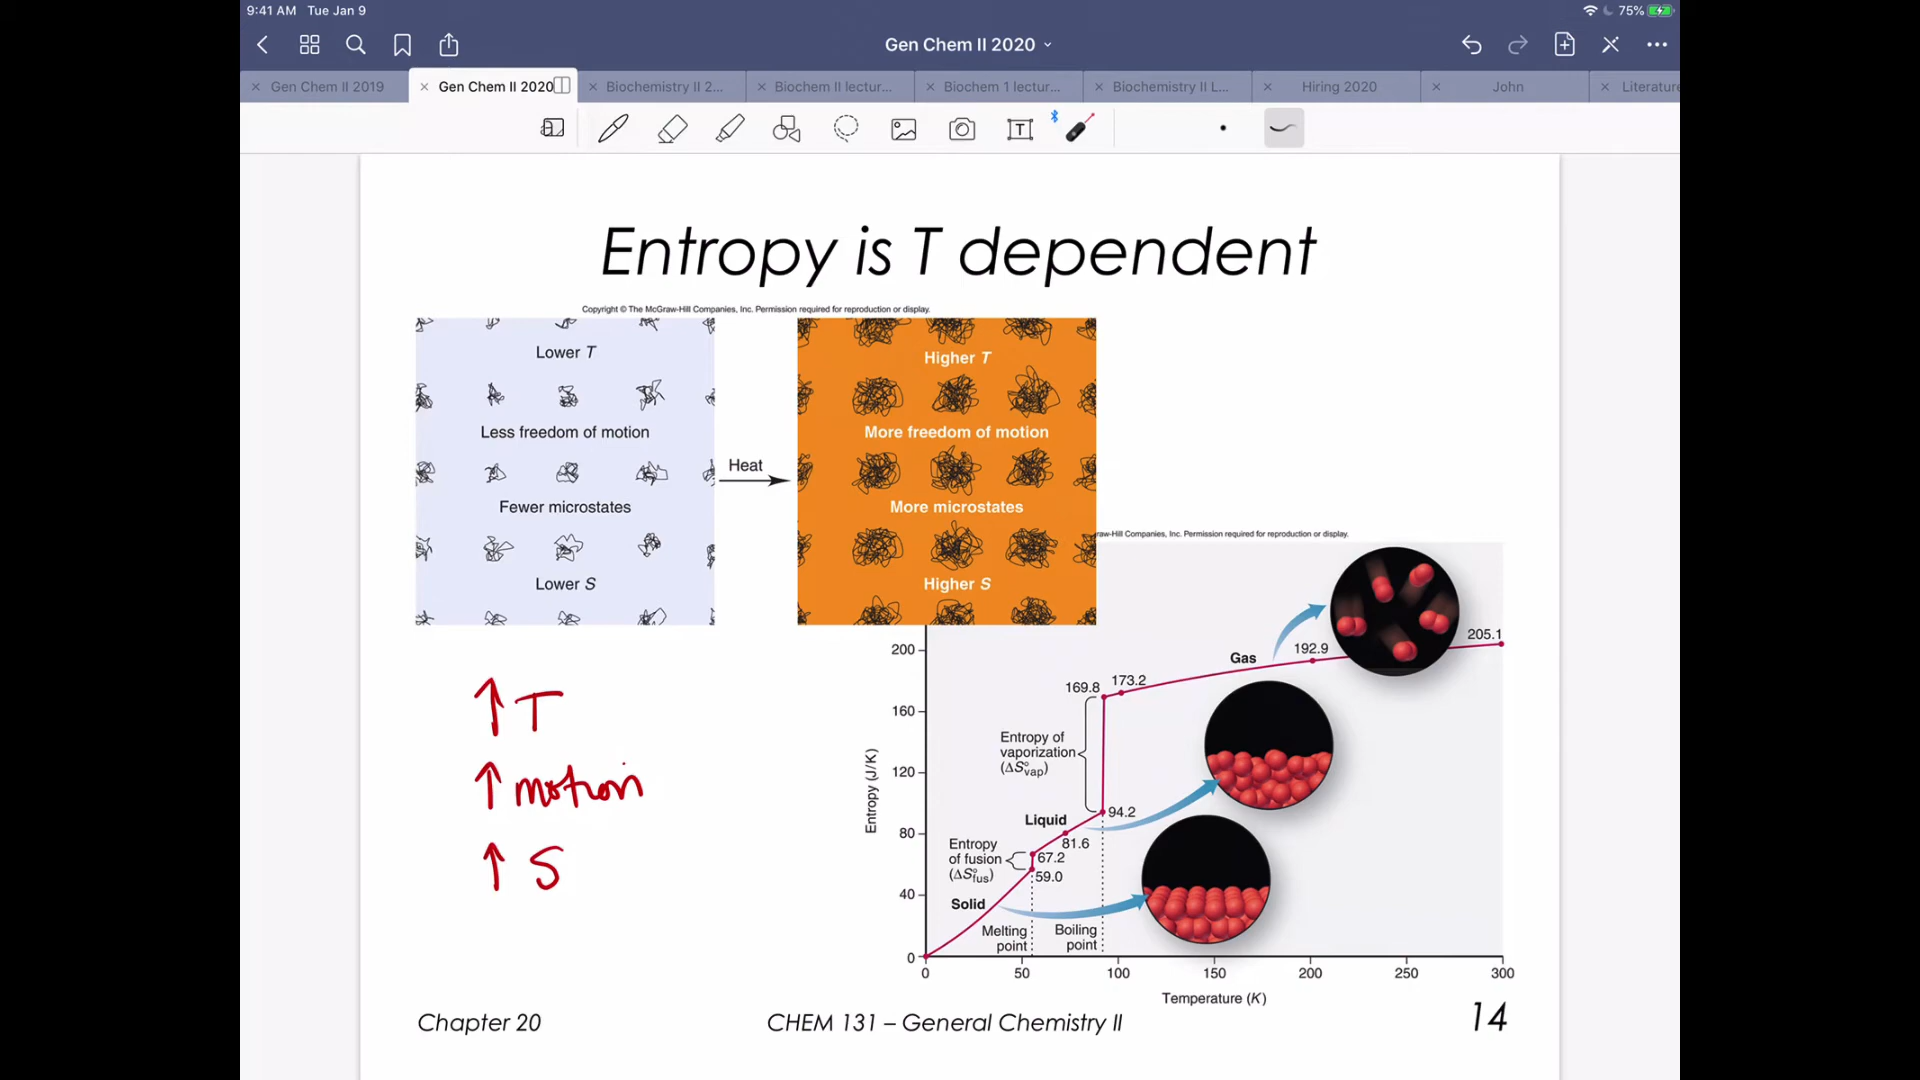 9:41 AM Tue Jan 9
75%
Gen Chem II 2020
Gen Chem II 2019
Gen Chem II 2020
Biochemistry II 2...
Biochem II lectur...
Biochem 1 lectur...
Biochemistry II L...
Hiring 2020
John
Literature
T
Entropy is T dependent
Copyright © The McGraw-Hill Companies, Inc. Permission required for reproduction or display.
Lower T
Less freedom of motion
Fewer microstates
Lower S
Heat
Higher T
More freedom of motion
More microstates
Higher S
raw-Hill Companies, Inc. Permission required for reproduction or display.
↑ T
↑ motion
↑ S
Entropy (J/K)
200
160
120
80
40
0
205.1
192.9
Gas
173.2
169.8
Entropy of
vaporization
(ΔS°vap)
94.2
Liquid
81.6
Entropy
of fusion
(ΔS°fus)
67.2
59.0
Solid
Melting
point
Boiling
point
0 50 100 150 200 250 300
Temperature (K)
Chapter 20
CHEM 131 – General Chemistry II
14